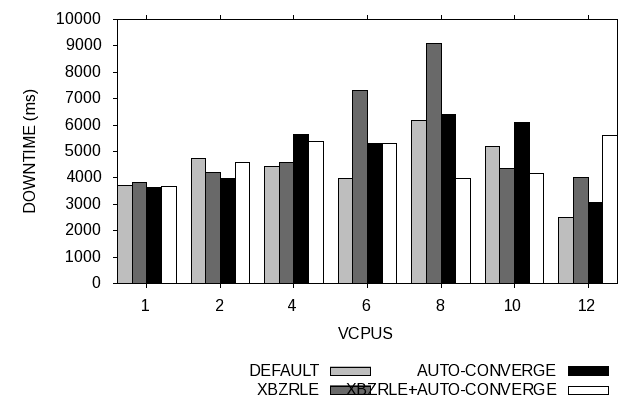 10000
9000
8000
7000
6000
5000
4000
3000
2000
1000
0
DOWNTIME (ms)
1 2 4 6 8 10 12
VCPUS
DEFAULT AUTO-CONVERGE
XBZRLE XBZRLE+AUTO-CONVERGE